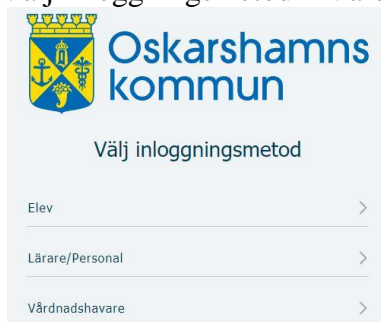 Oskarshamns
kommun
Välj inloggningsmetod
Elev
Lärare/Personal
Vårdnadshavare